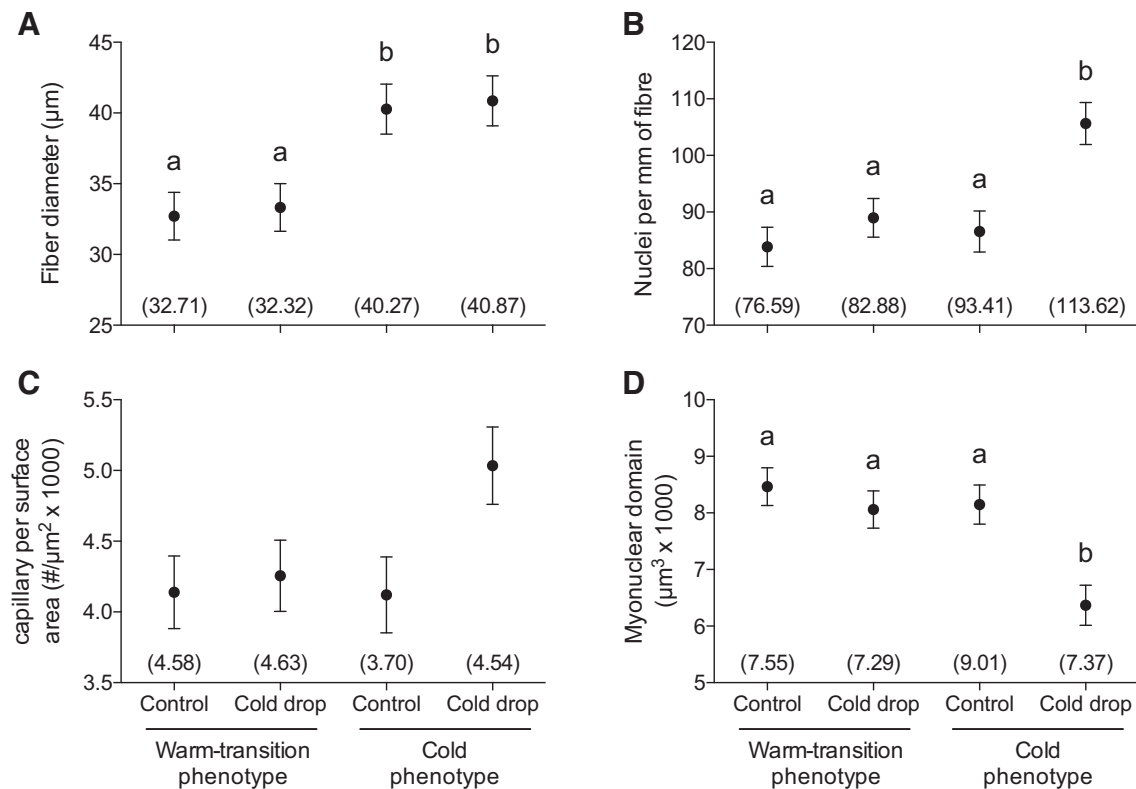 A
Fiber diameter (µm)
45
40
35
30
25
a
a
b
b
(32.71)
(32.32)
(40.27)
(40.87)
B
Nuclei per mm of fibre
120
110
100
90
80
70
a
a
a
b
(76.59)
(82.88)
(93.41)
(113.62)
C
capillary per surface
area (#/µm² x 1000)
5.5
5.0
4.5
4.0
3.5
(4.58)
(4.63)
(3.70)
(4.54)
Control
Cold drop
Control
Cold drop
Warm-transition
phenotype
Cold
phenotype
D
Myonuclear domain
(µm³ x 1000)
10
9
8
7
6
5
a
a
a
b
(7.55)
(7.29)
(9.01)
(7.37)
Control
Cold drop
Control
Cold drop
Warm-transition
phenotype
Cold
phenotype